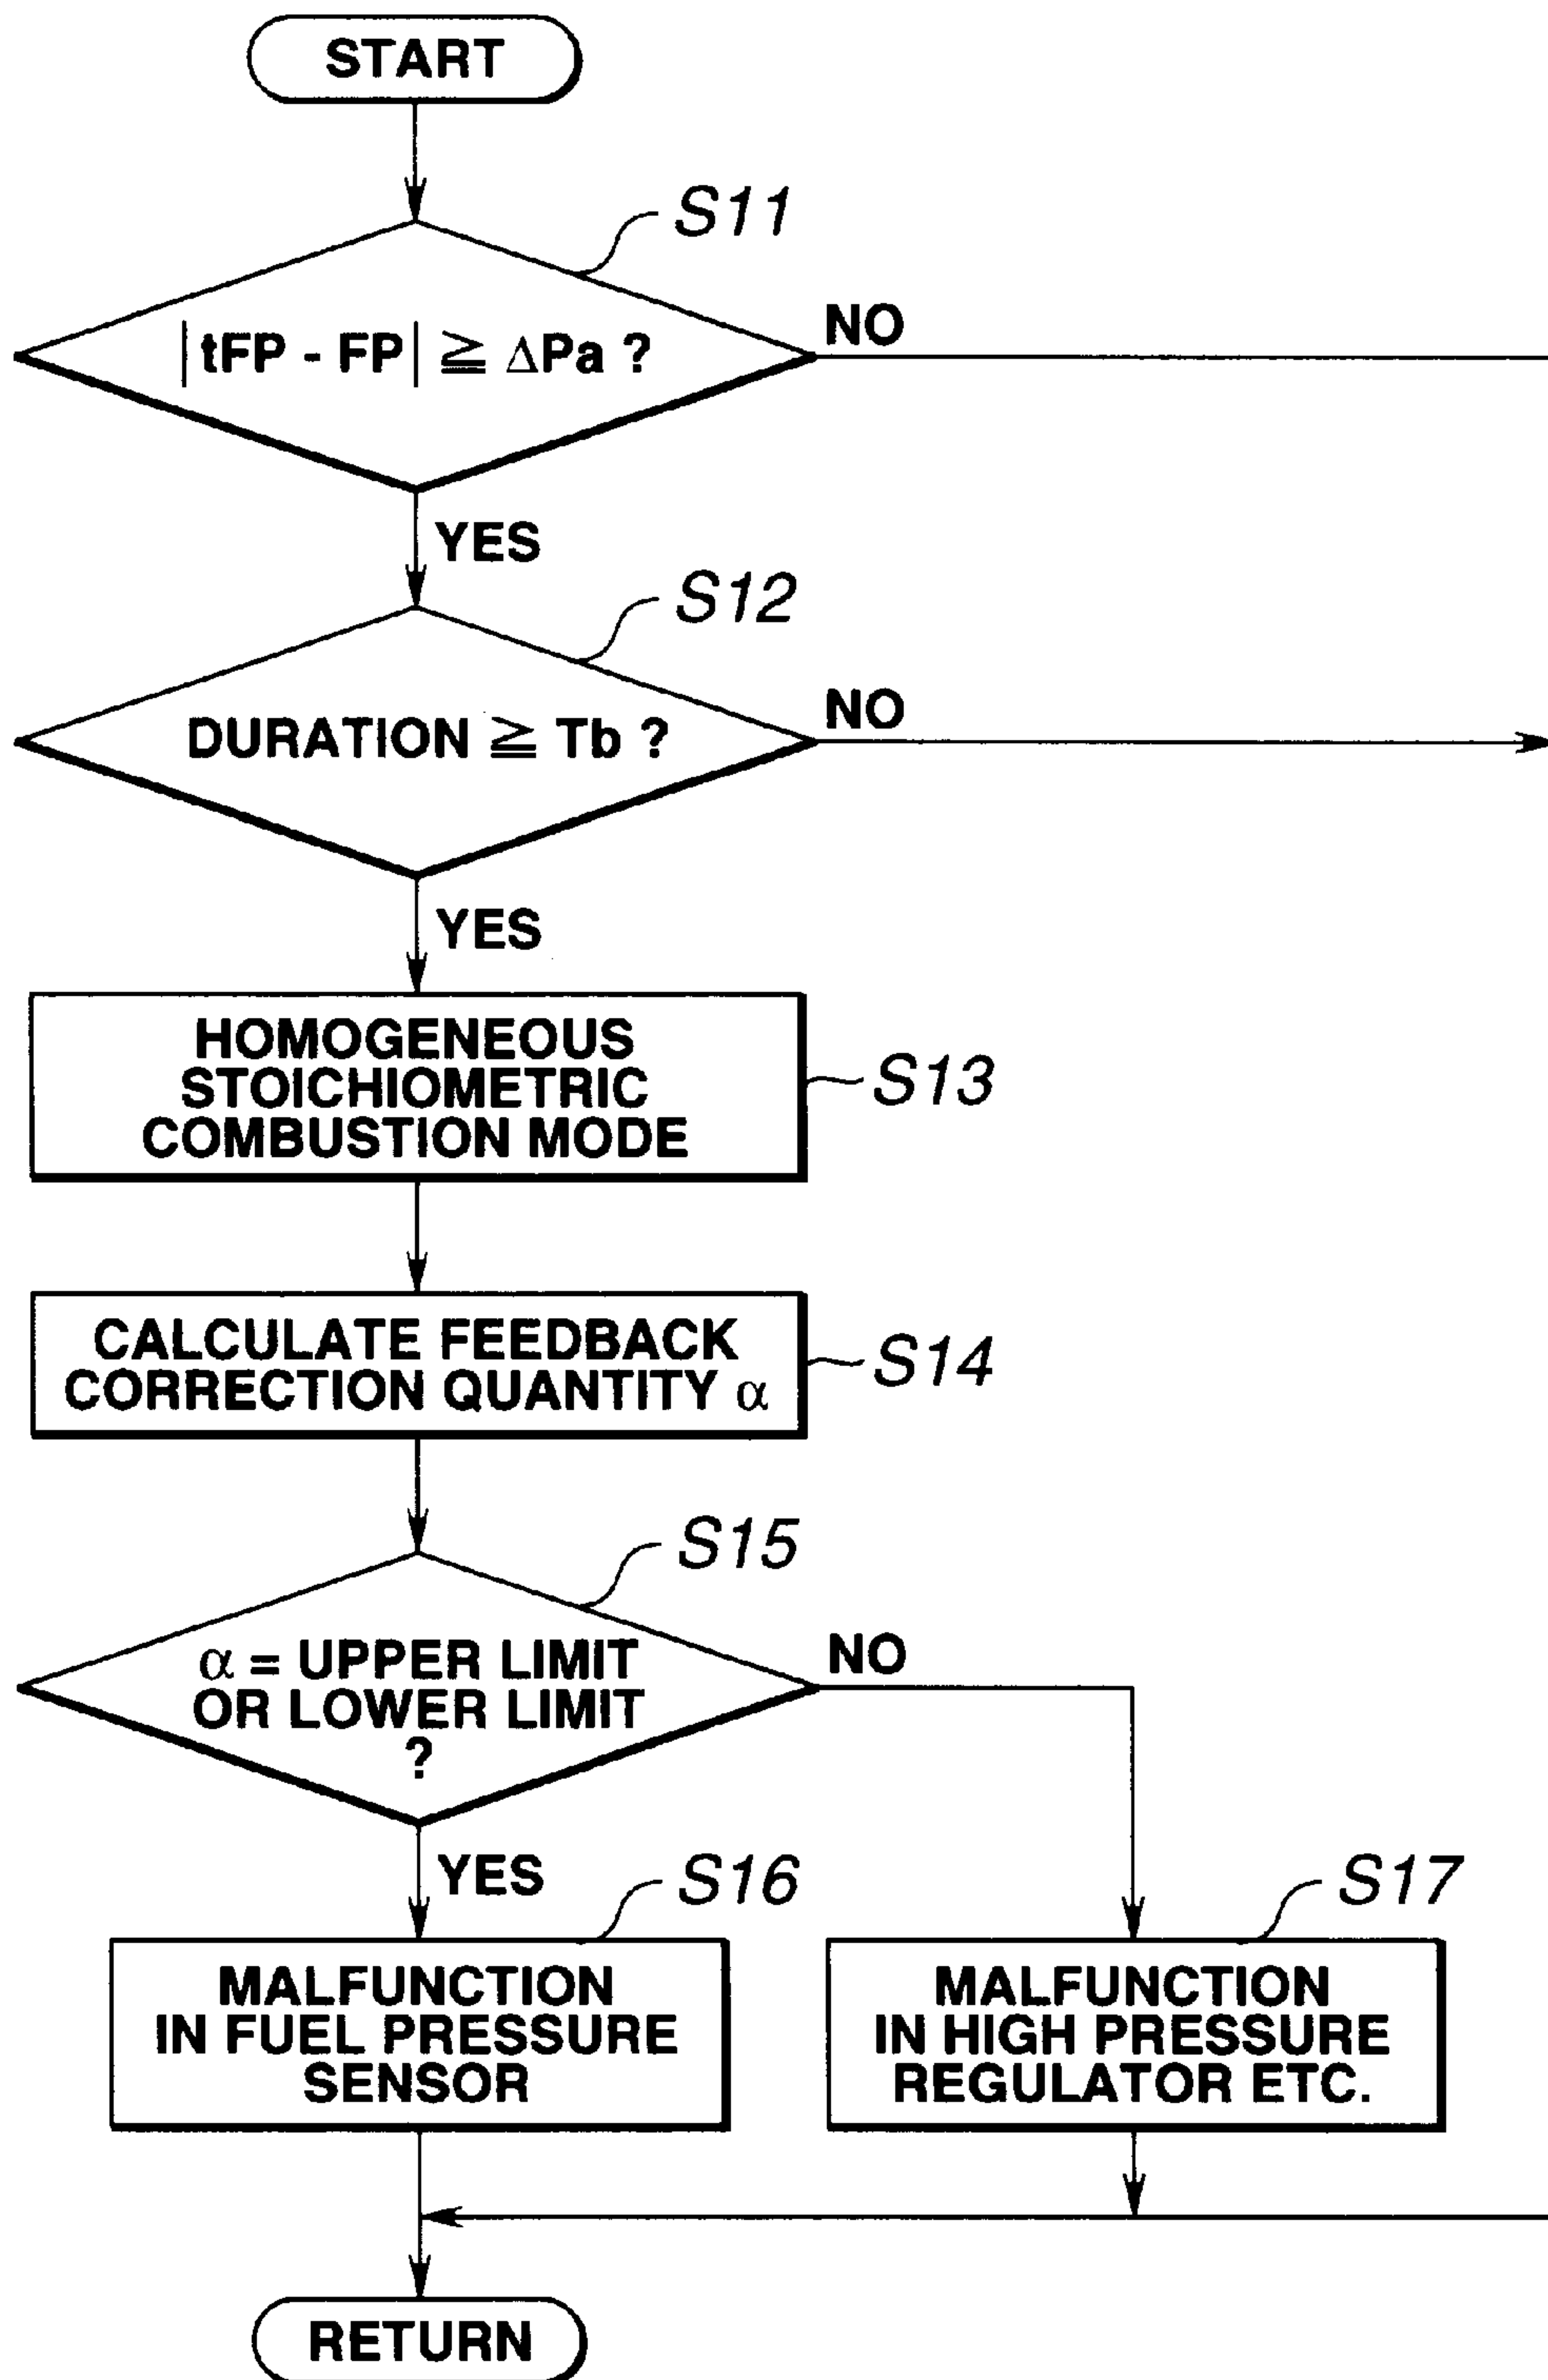 START
S11
|tFP - FP| ≧ ΔPa ?
NO
YES
S12
DURATION ≧ Tb ?
NO
YES
HOMOGENEOUS
STOICHIOMETRIC
COMBUSTION MODE
S13
CALCULATE FEEDBACK
CORRECTION QUANTITY α
S14
S15
α = UPPER LIMIT
OR LOWER LIMIT
?
NO
YES
S16
S17
MALFUNCTION
IN FUEL PRESSURE
SENSOR
MALFUNCTION
IN HIGH PRESSURE
REGULATOR ETC.
RETURN